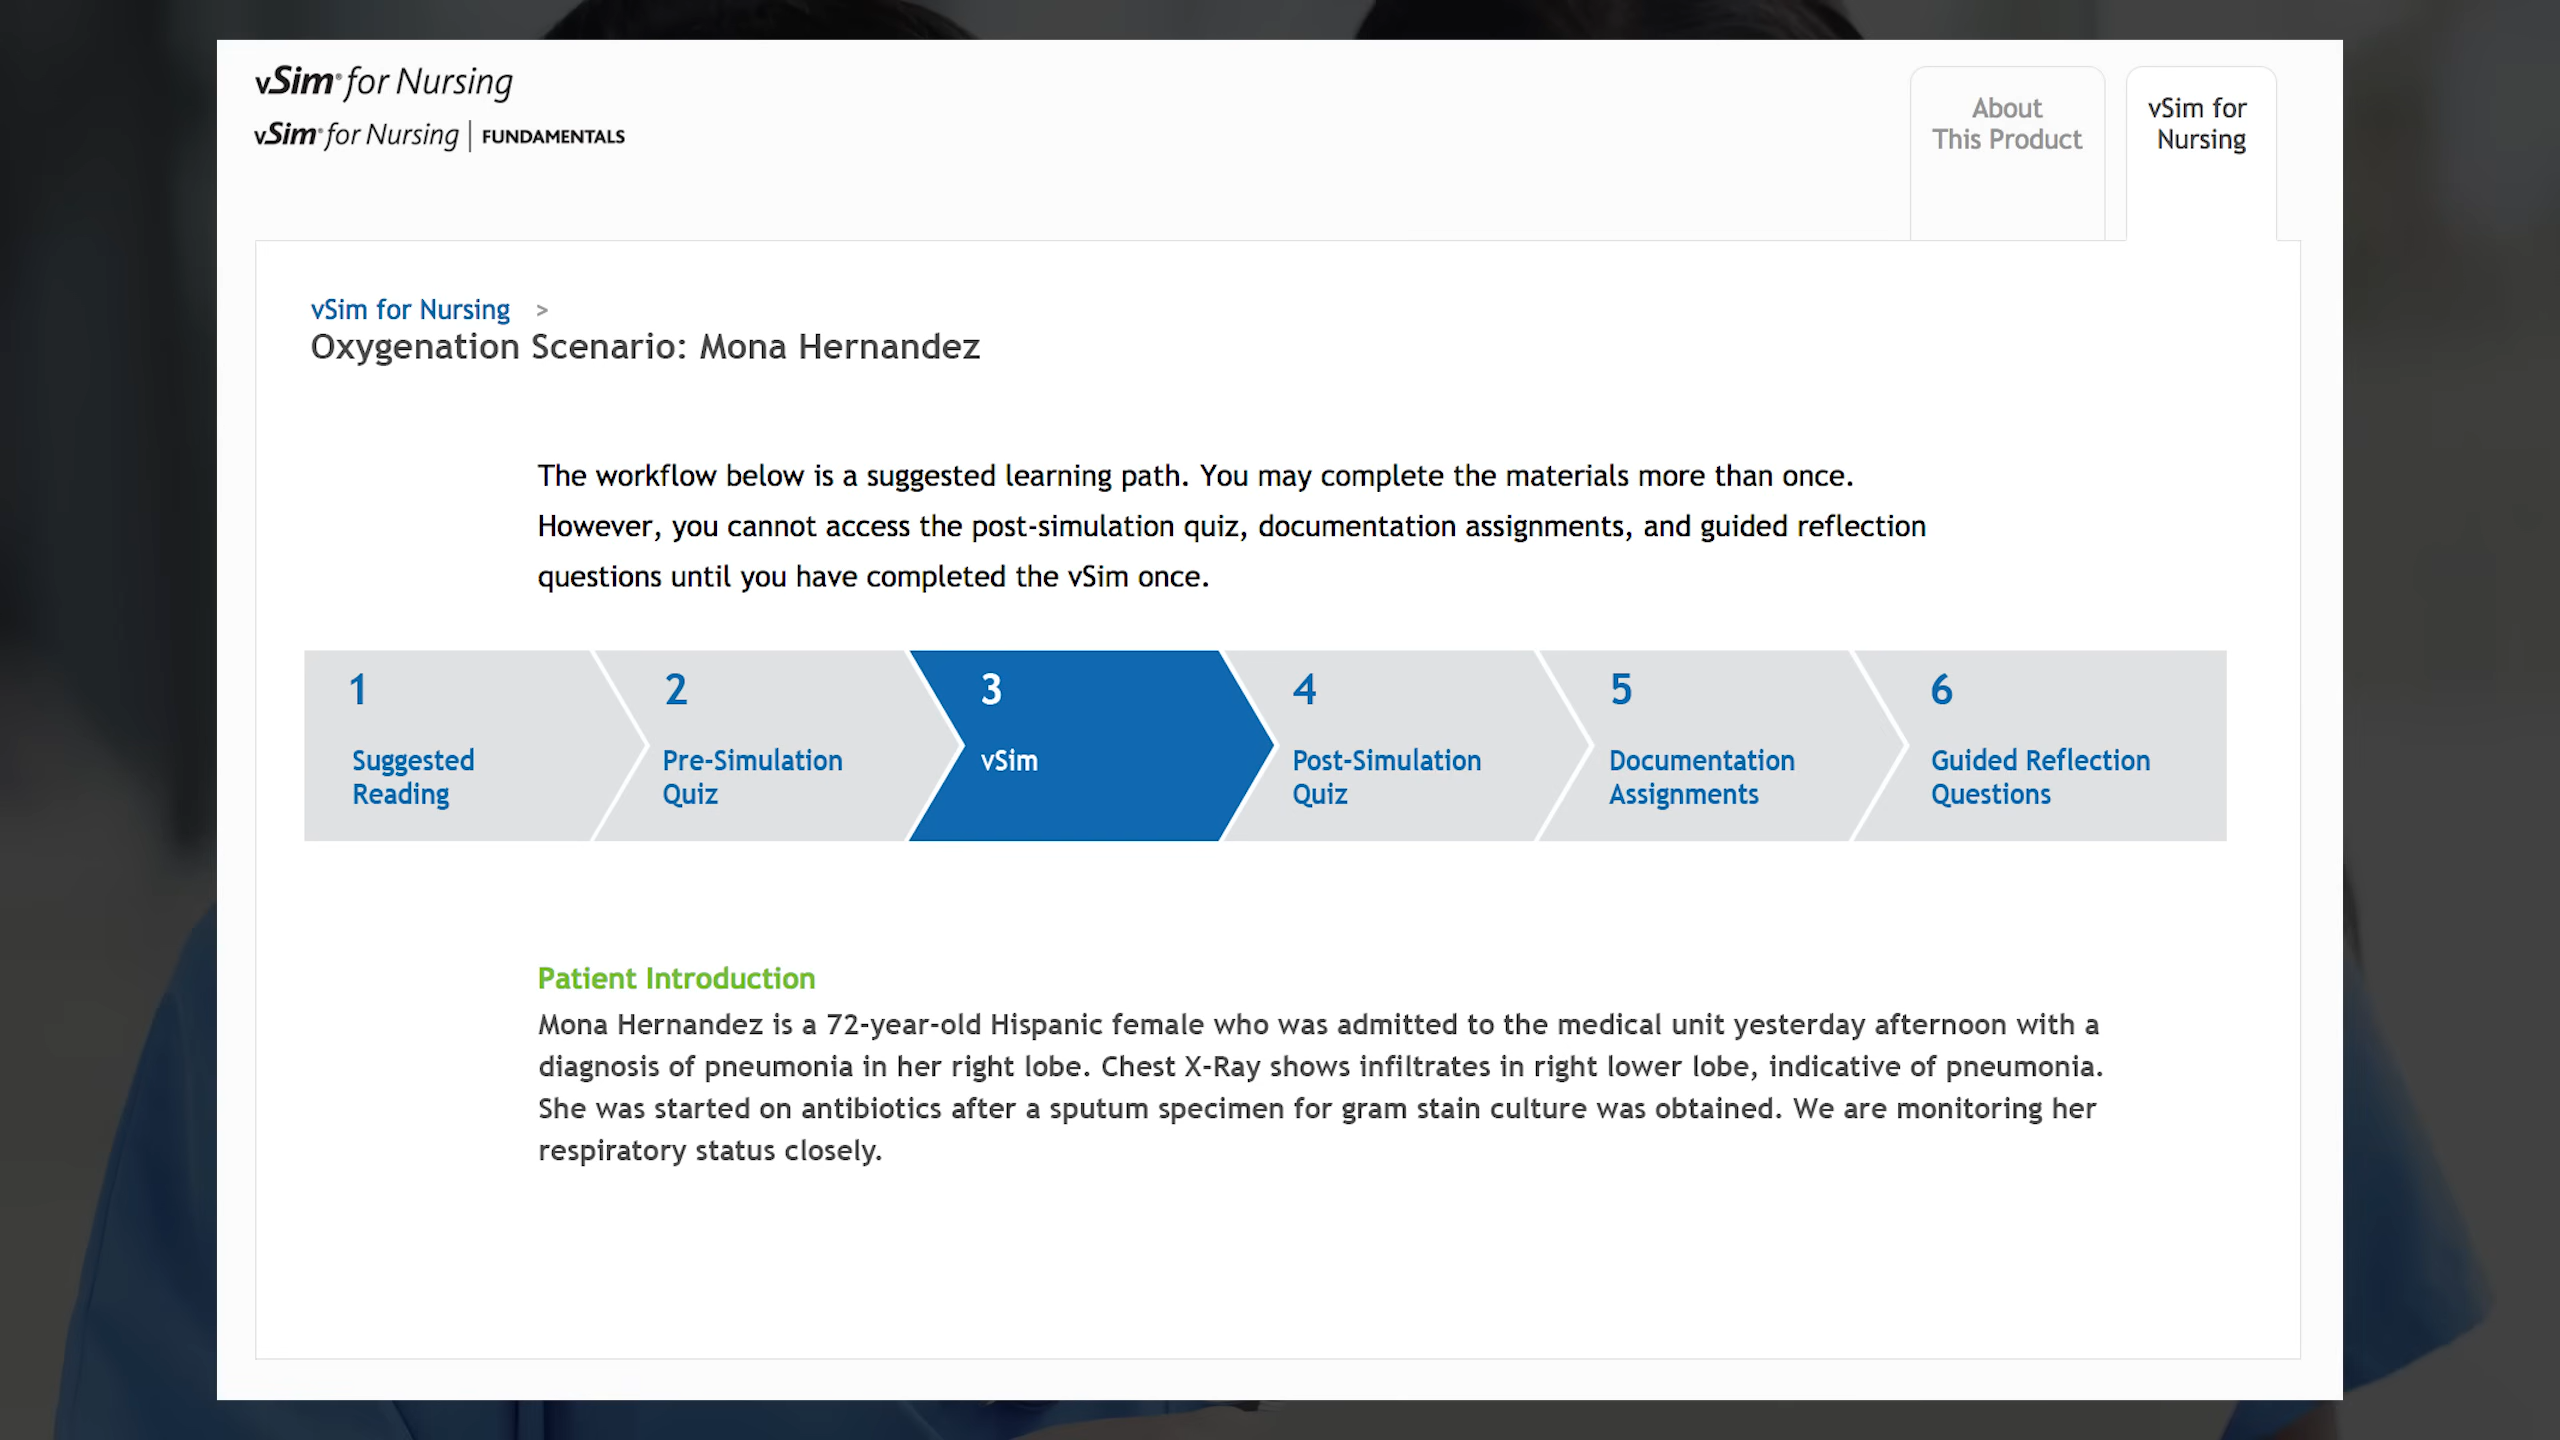 vSim® for Nursing
vSim® for Nursing | FUNDAMENTALS
About
This Product
vSim for
Nursing
vSim for Nursing >
Oxygenation Scenario: Mona Hernandez
The workflow below is a suggested learning path. You may complete the materials more than once.
However, you cannot access the post-simulation quiz, documentation assignments, and guided reflection
questions until you have completed the vSim once.
1
Suggested
Reading
2
Pre-Simulation
Quiz
3
vSim
4
Post-Simulation
Quiz
5
Documentation
Assignments
6
Guided Reflection
Questions
Patient Introduction
Mona Hernandez is a 72-year-old Hispanic female who was admitted to the medical unit yesterday afternoon with a
diagnosis of pneumonia in her right lobe. Chest X-Ray shows infiltrates in right lower lobe, indicative of pneumonia.
She was started on antibiotics after a sputum specimen for gram stain culture was obtained. We are monitoring her
respiratory status closely.